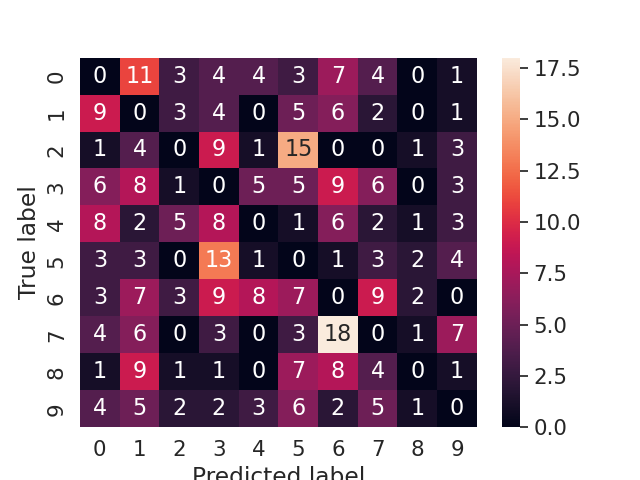 0 0 11 3 4 4 3 7 4 0 1
1 9 0 3 4 0 5 6 2 0 1
2 1 4 0 9 1 15 0 0 1 3
3 6 8 1 0 5 5 9 6 0 3
4 8 2 5 8 0 1 6 2 1 3
5 3 3 0 13 1 0 1 3 2 4
6 3 7 3 9 8 7 0 9 2 0
7 4 6 0 3 0 3 18 0 1 7
8 1 9 1 1 0 7 8 4 0 1
9 4 5 2 2 3 6 2 5 1 0
0 1 2 3 4 5 6 7 8 9
Predicted label
True label
17.5
15.0
12.5
10.0
7.5
5.0
2.5
0.0